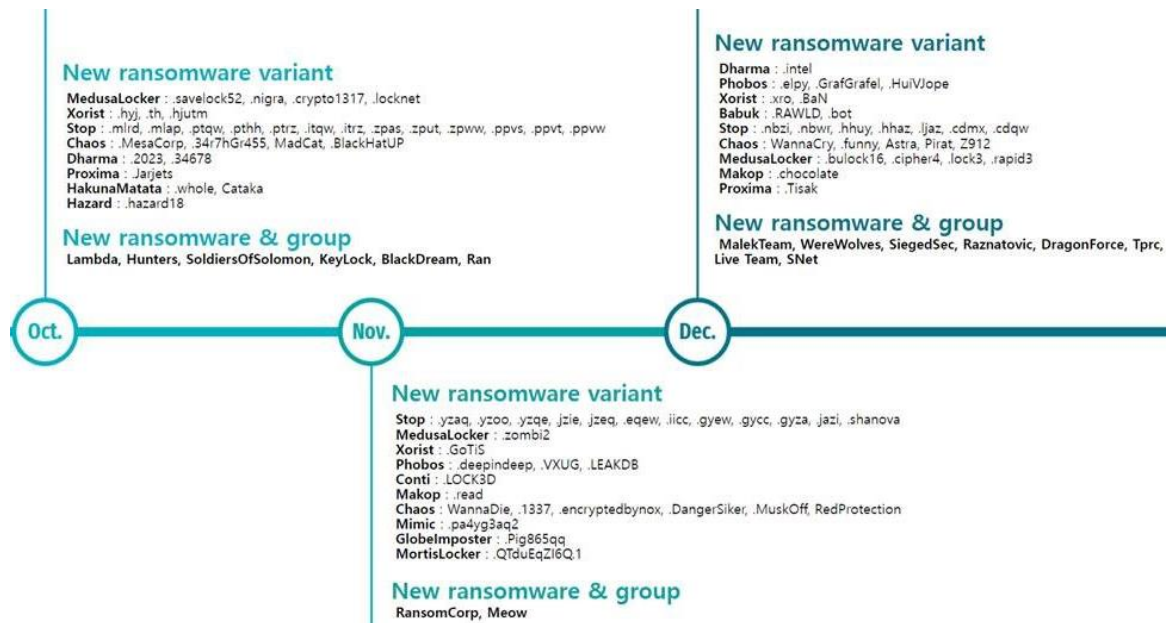 New ransomware variant
MedusaLocker : .savelock52, .nigra, .crypto1317, .locknet
Xorist : .hyj, .th, .hjutm
Stop : .mlrd, .mlap, .ptqw, .pthh, .ptrz, .itqw, .itrz, .zpas, .zput, .zpww, .ppvs, .ppvt, .ppvw
Chaos : .MesaCorp, .34r7hGr455, MadCat, .BlackHatUP
Dharma : .2023, .34678
Proxima : .Jarjets
HakunaMatata : .whole, Cataka
Hazard : .hazard18
New ransomware & group
Lambda, Hunters, SoldiersOfSolomon, KeyLock, BlackDream, Ran
New ransomware variant
Dharma : .intel
Phobos : .elpy, .GrafGrafel, .HuiVJope
Xorist : .xro, .BaN
Babuk : .RAWLD, .bot
Stop : .nbzi, .nbwr, .hhuy, .hhaz, .ljaz, .cdmx, .cdqw
Chaos : WannaCry, .funny, Astra, Pirat, Z912
MedusaLocker : .bulock16, .cipher4, .lock3, .rapid3
Makop : .chocolate
Proxima : .Tisak
New ransomware & group
MalekTeam, WereWolves, SiegedSec, Raznatovic, DragonForce, Tprc,
Live Team, SNet
Oct.
Nov.
Dec.
New ransomware variant
Stop : .yzaq, .yzoo, .yzqe, .jzie, .jzeq, .eqew, .iicc, .gyew, .gycc, .gyza, .jazi, .shanova
MedusaLocker : .zombi2
Xorist : .GoTiS
Phobos : .deepindeep, .VXUG, .LEAKDB
Conti : .LOCK3D
Makop : .read
Chaos : WannaDie, .1337, .encryptedbynox, .DangerSiker, .MuskOff, RedProtection
Mimic : .pa4yg3aq2
GlobeImposter : .Pig865qq
MortisLocker : .QTduEqZI6Q.1
New ransomware & group
RansomCorp, Meow